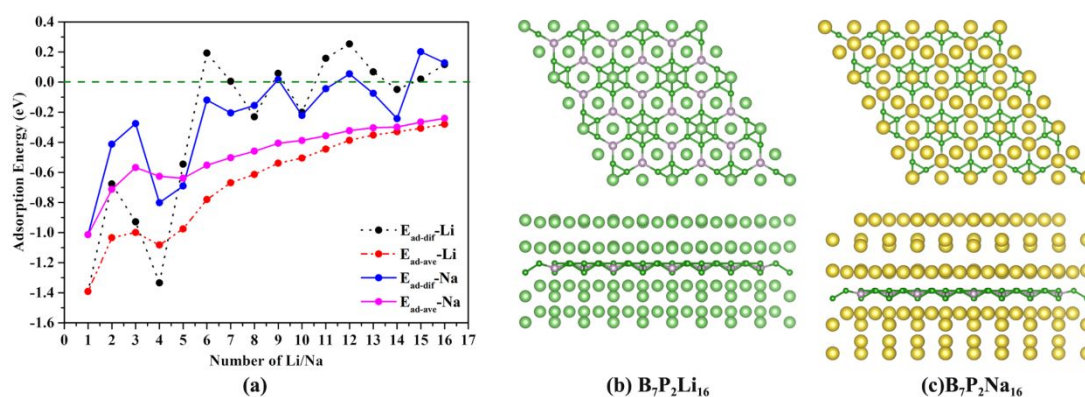 0.4
0.2
0.0
-0.2
-0.4
-0.6
-0.8
-1.0
-1.2
-1.4
-1.6
Adsorption Energy (eV)
E_ad-dif-Li
E_ad-ave-Li
E_ad-dif-Na
E_ad-ave-Na
0 1 2 3 4 5 6 7 8 9 10 11 12 13 14 15 16 17
Number of Li/Na
(a)
(b) B₇P₂Li₁₆
(c)B₇P₂Na₁₆